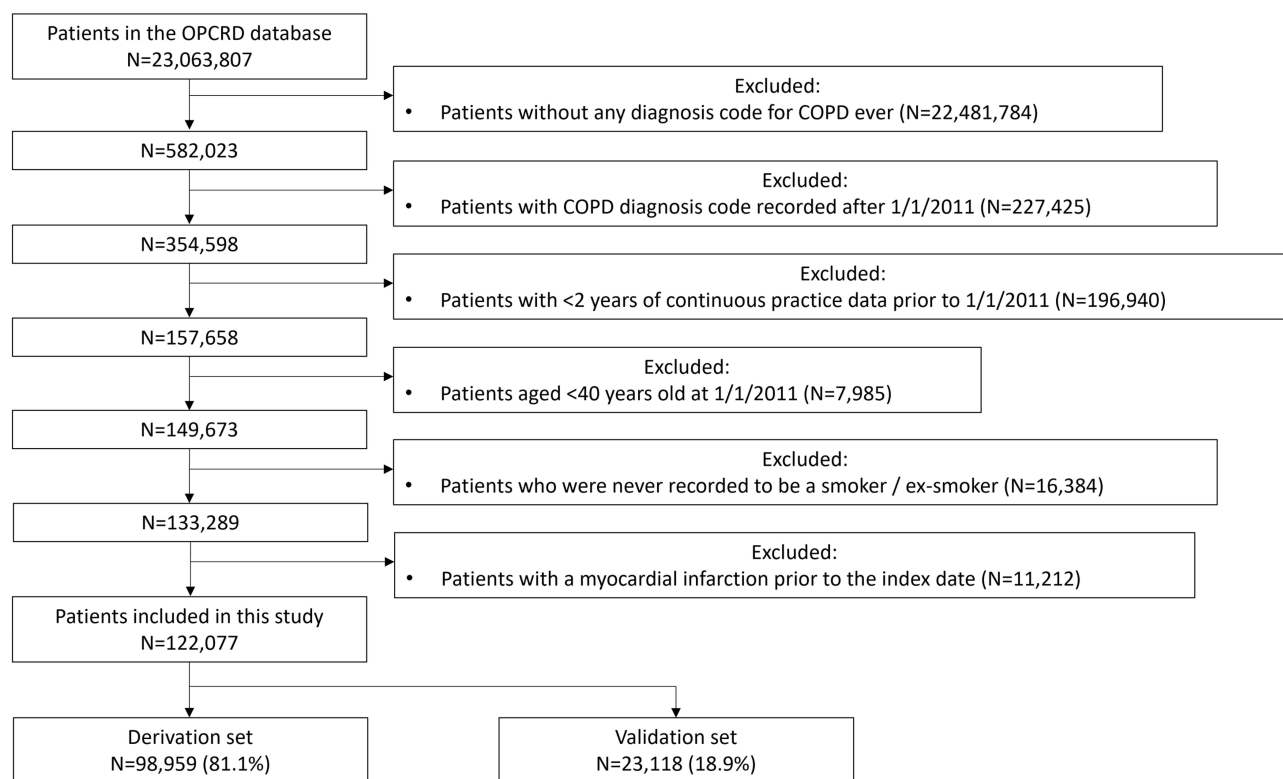 Patients in the OPCRD database
N=23,063,807
Excluded:
• Patients without any diagnosis code for COPD ever (N=22,481,784)
N=582,023
Excluded:
• Patients with COPD diagnosis code recorded after 1/1/2011 (N=227,425)
N=354,598
Excluded:
• Patients with <2 years of continuous practice data prior to 1/1/2011 (N=196,940)
N=157,658
Excluded:
• Patients aged <40 years old at 1/1/2011 (N=7,985)
N=149,673
Excluded:
• Patients who were never recorded to be a smoker / ex-smoker (N=16,384)
N=133,289
Excluded:
• Patients with a myocardial infarction prior to the index date (N=11,212)
Patients included in this study
N=122,077
Derivation set
N=98,959 (81.1%)
Validation set
N=23,118 (18.9%)